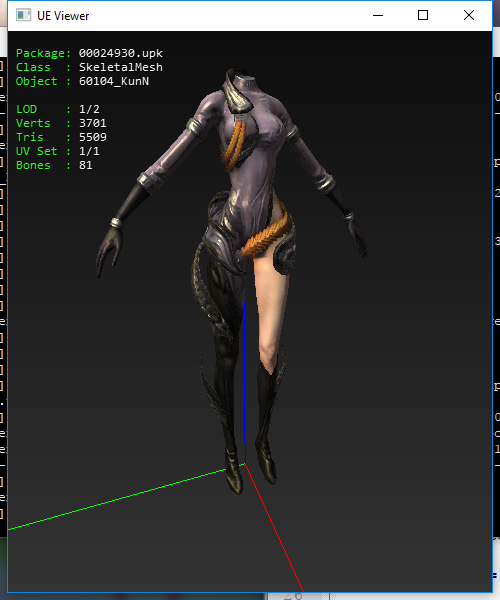 UE Viewer
Package: 00024930.upk
Class : SkeletalMesh
Object : 60104_KunN
LOD : 1/2
Verts : 3701
Tris : 5509
UV Set : 1/1
Bones : 81